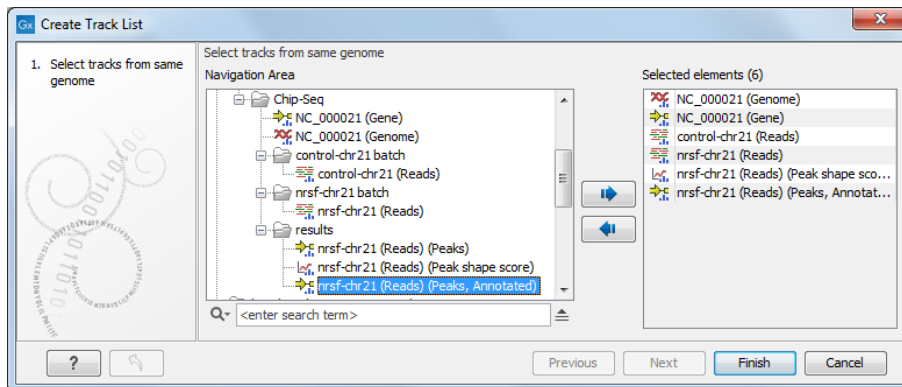 Gx Create Track List
1. Select tracks from same
genome
Select tracks from same genome
Navigation Area
Chip-Seq
NC_000021 (Gene)
NC_000021 (Genome)
control-chr21 batch
control-chr21 (Reads)
nrsf-chr21 batch
nrsf-chr21 (Reads)
results
nrsf-chr21 (Reads) (Peaks)
nrsf-chr21 (Reads) (Peak shape score)
nrsf-chr21 (Reads) (Peaks, Annotated)
<enter search term>
Selected elements (6)
NC_000021 (Genome)
NC_000021 (Gene)
control-chr21 (Reads)
nrsf-chr21 (Reads)
nrsf-chr21 (Reads) (Peak shape sco...
nrsf-chr21 (Reads) (Peaks, Annotat...
?
Previous
Next
Finish
Cancel